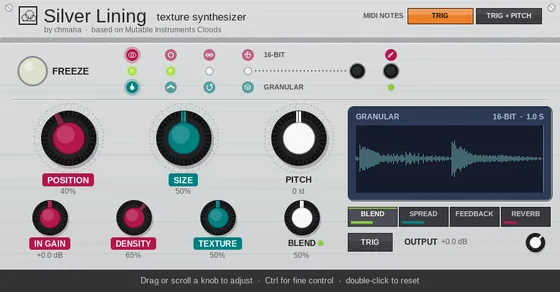 Silver Lining texture synthesizer
by chmaha · based on Mutable Instruments Clouds
MIDI NOTES TRIG TRIG + PITCH
16-BIT
FREEZE
GRANULAR
GRANULAR 16-BIT · 1.0 S
POSITION SIZE PITCH
40% 50% 0 st
BLEND SPREAD FEEDBACK REVERB
IN GAIN DENSITY TEXTURE BLEND
+0.0 dB 65% 50% 50%
TRIG OUTPUT +0.0 dB
Drag or scroll a knob to adjust · Ctrl for fine control · double-click to reset